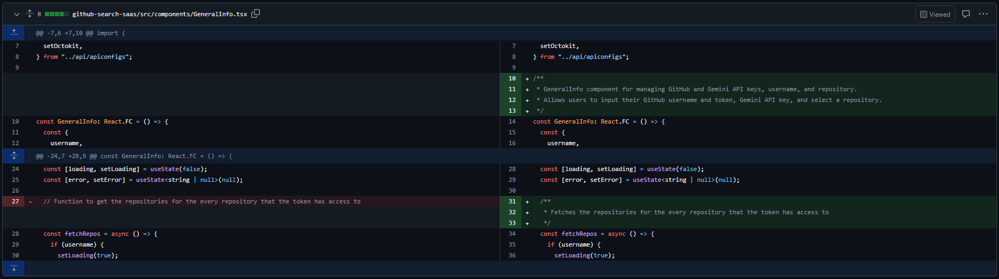 8 github-search-saas/src/components/GeneralInfo.tsx Viewed
@@ -7,6 +7,10 @@ import {
7 setOctokit,
8 } from "../api/apiconfigs";
9
10 const GeneralInfo: React.FC = () => {
11 const {
12 username,
@@ -24,7 +28,9 @@ const GeneralInfo: React.FC = () => {
24 const [loading, setLoading] = useState(false);
25 const [error, setError] = useState<string | null>(null);
26
27 - // Function to get the repositories for the every repository that the token has access to
28 const fetchRepos = async () => {
29 if (username) {
30 setLoading(true);
7 setOctokit,
8 } from "../api/apiconfigs";
9
10 + /**
11 + * GeneralInfo component for managing GitHub and Gemini API keys, username, and repository.
12 + * Allows users to input their GitHub username and token, Gemini API key, and select a repository.
13 + */
14 const GeneralInfo: React.FC = () => {
15 const {
16 username,
28 const [loading, setLoading] = useState(false);
29 const [error, setError] = useState<string | null>(null);
30
31 + /**
32 + * Fetches the repositories for the every repository that the token has access to
33 + */
34 const fetchRepos = async () => {
35 if (username) {
36 setLoading(true);